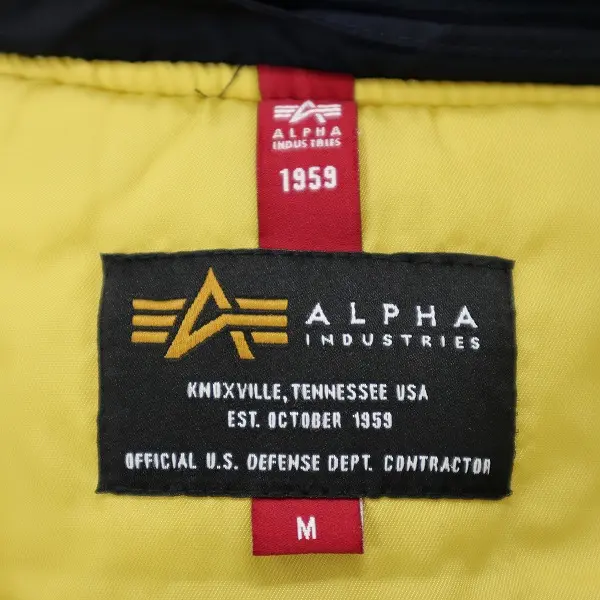 ALPHA
INDUSTRIES
1959
ALPHA
INDUSTRIES
KNOXVILLE, TENNESSEE USA
EST. OCTOBER 1959
OFFICIAL U.S. DEFENSE DEPT. CONTRACTOR
M